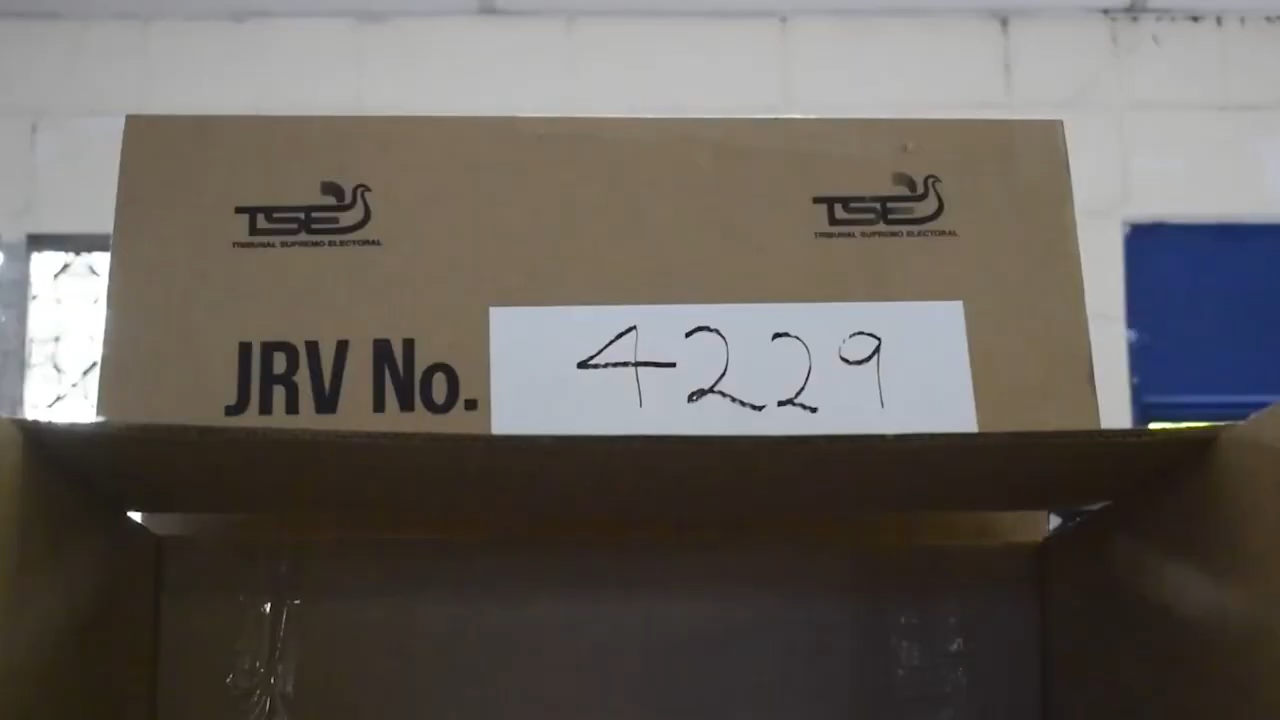 TSE TSE
TRIBUNAL SUPREMO ELECTORAL TRIBUNAL SUPREMO ELECTORAL
JRV No. 4229